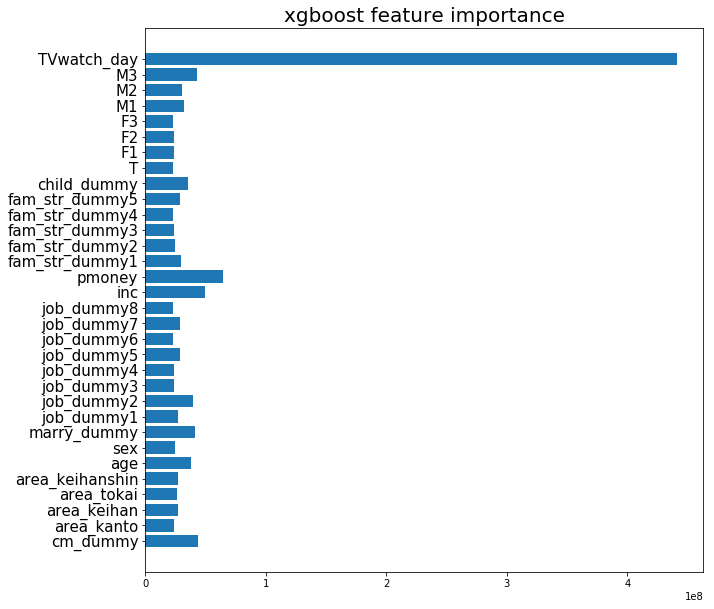 xgboost feature importance
TVwatch_day
M3
M2
M1
F3
F2
F1
T
child_dummy
fam_str_dummy5
fam_str_dummy4
fam_str_dummy3
fam_str_dummy2
fam_str_dummy1
pmoney
inc
job_dummy8
job_dummy7
job_dummy6
job_dummy5
job_dummy4
job_dummy3
job_dummy2
job_dummy1
marry_dummy
sex
age
area_keihanshin
area_tokai
area_keihan
area_kanto
cm_dummy
0 1 2 3 4
1e8